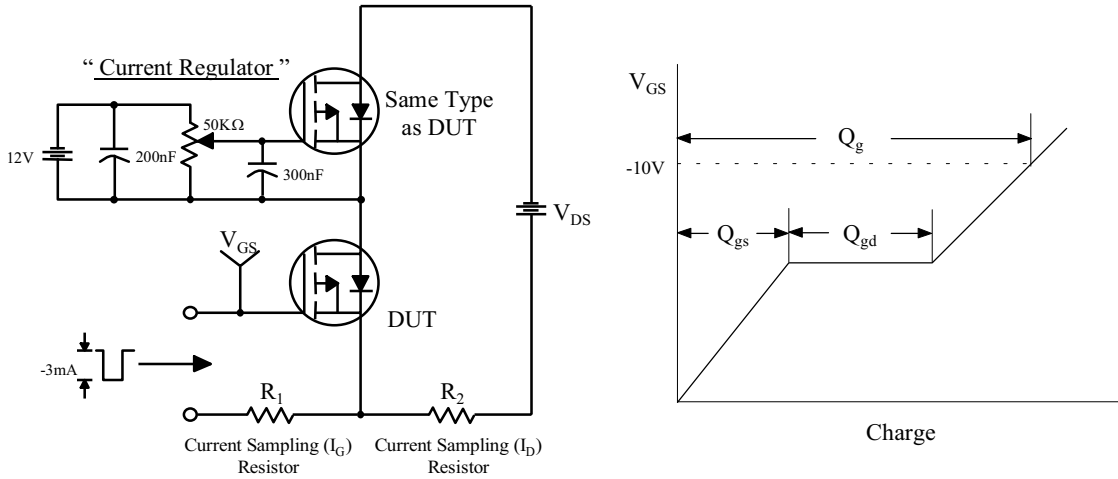 “ Current Regulator ”
Same Type
as DUT
50KΩ
12V
200nF
300nF
V_DS
V_GS
DUT
-3mA
R_1
R_2
Current Sampling (I_G)
Resistor
Current Sampling (I_D)
Resistor
V_GS
Q_g
-10V
Q_gs
Q_gd
Charge